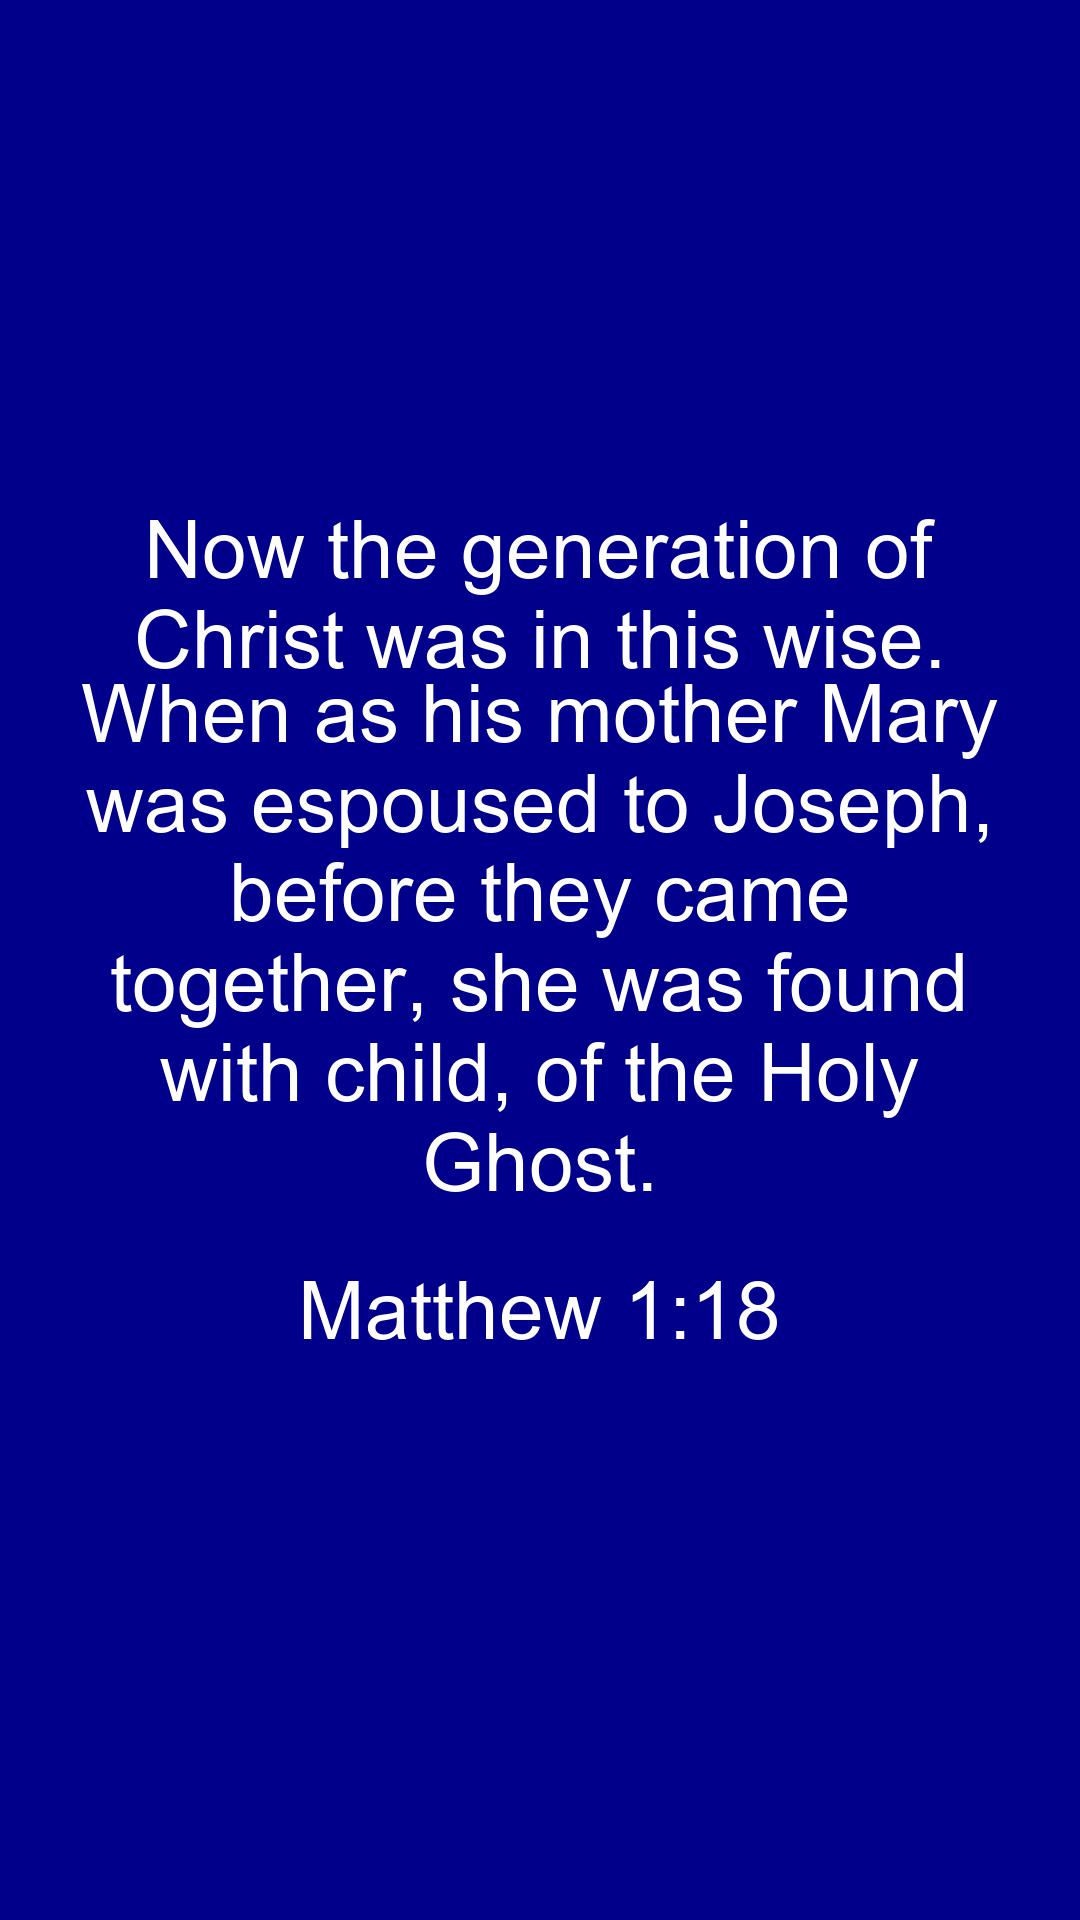 Now the generation of
Christ was in this wise.
When as his mother Mary
was espoused to Joseph,
before they came
together, she was found
with child, of the Holy
Ghost.
Matthew 1:18